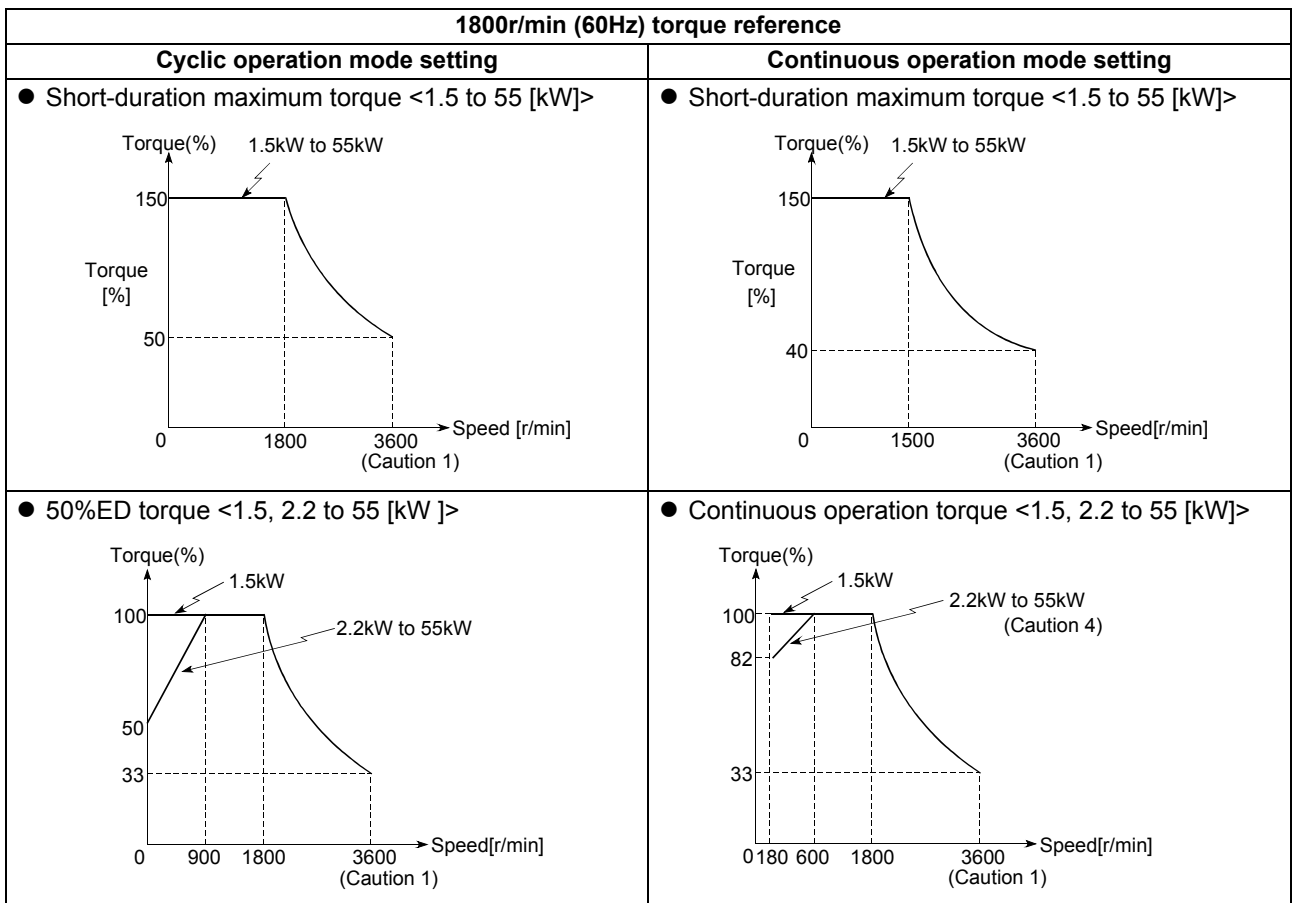 1800r/min (60Hz) torque reference
Cyclic operation mode setting
Continuous operation mode setting
● Short-duration maximum torque <1.5 to 55 [kW]>
Torque(%)
1.5kW to 55kW
150
Torque
[%]
50
0
1800
3600
Speed [r/min]
(Caution 1)
● Short-duration maximum torque <1.5 to 55 [kW]>
Torque(%)
1.5kW to 55kW
150
Torque
[%]
40
0
1500
3600
Speed[r/min]
(Caution 1)
● 50%ED torque <1.5, 2.2 to 55 [kW ]>
Torque(%)
1.5kW
100
2.2kW to 55kW
50
33
0
900
1800
3600
Speed[r/min]
(Caution 1)
● Continuous operation torque <1.5, 2.2 to 55 [kW]>
Torque(%)
1.5kW
2.2kW to 55kW
(Caution 4)
100
82
33
0
180
600
1800
3600
Speed[r/min]
(Caution 1)